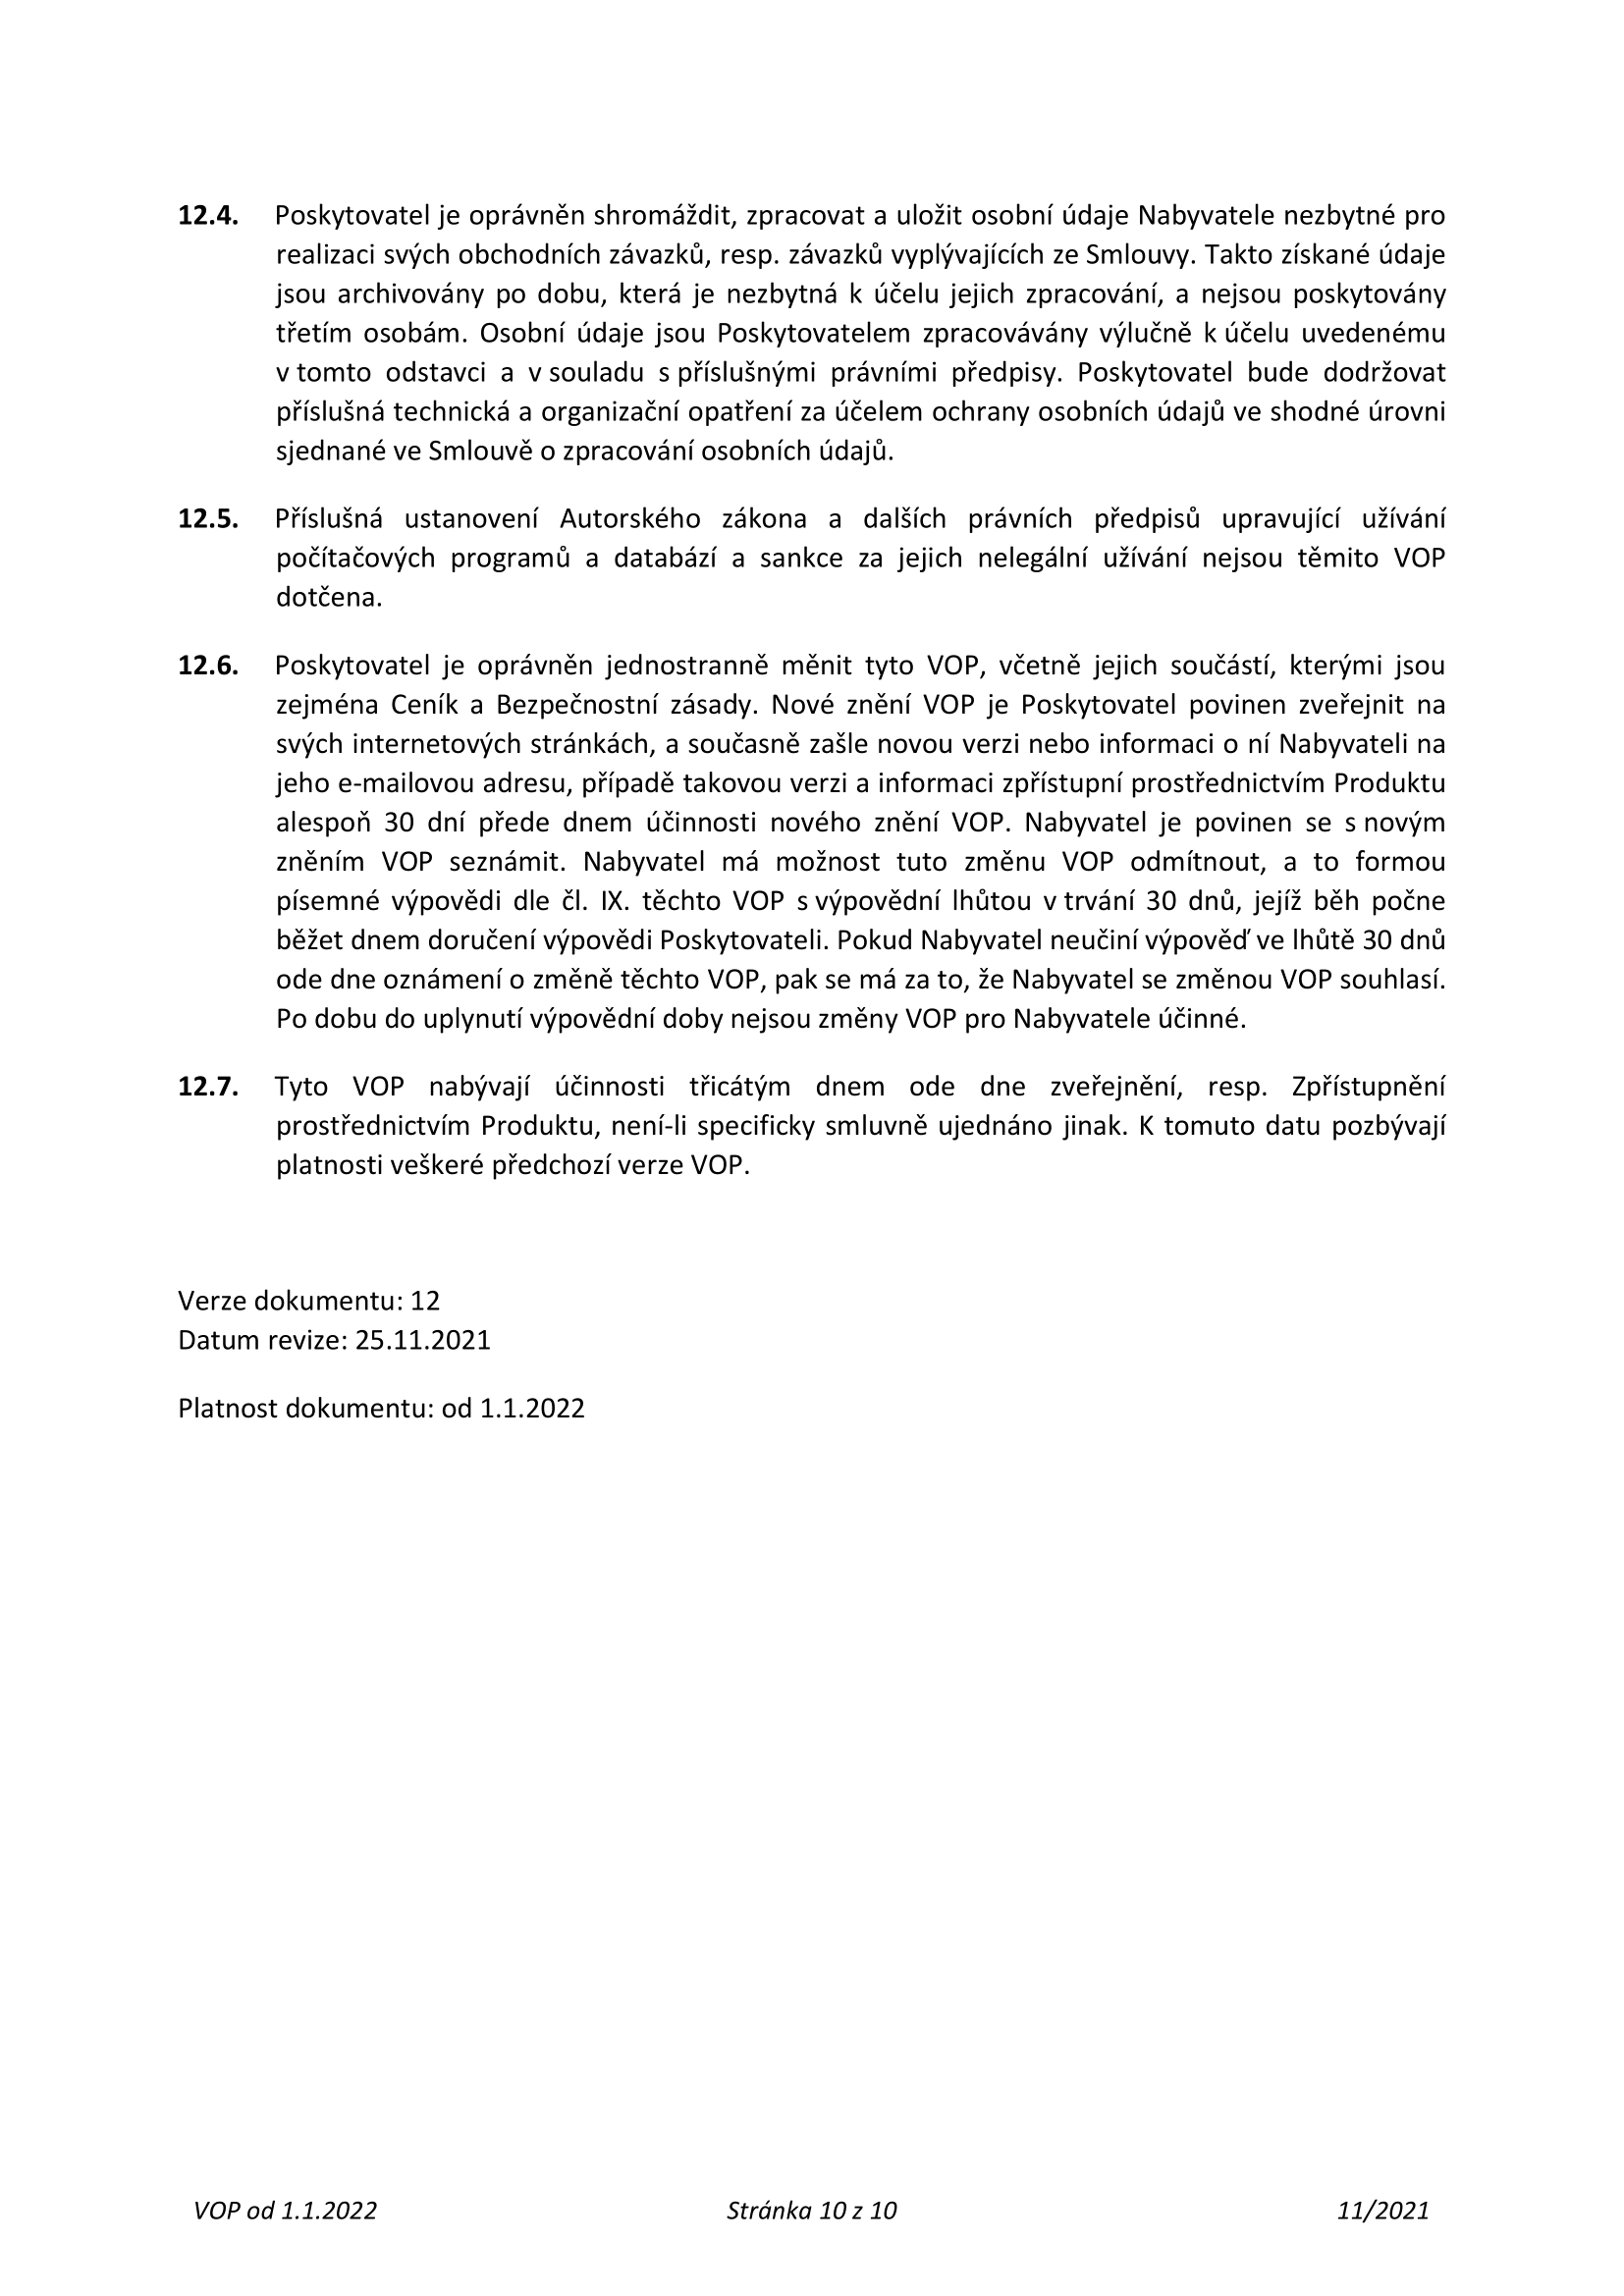 12.4. Poskytovatel je oprávněn shromáždit, zpracovat a uložit osobní údaje Nabyvatele nezbytné pro
realizaci svých obchodních závazků, resp. závazků vyplývajících ze Smlouvy. Takto získané údaje
jsou archivovány po dobu, která je nezbytná k účelu jejich zpracování, a nejsou poskytovány
třetím osobám. Osobní údaje jsou Poskytovatelem zpracovávány výlučně k účelu uvedenému
v tomto odstavci a v souladu s příslušnými právními předpisy. Poskytovatel bude dodržovat
příslušná technická a organizační opatření za účelem ochrany osobních údajů ve shodné úrovni
sjednané ve Smlouvě o zpracování osobních údajů.
12.5. Příslušná ustanovení Autorského zákona a dalších právních předpisů upravující užívání
počítačových programů a databází a sankce za jejich nelegální užívání nejsou těmito VOP
dotčena.
12.6. Poskytovatel je oprávněn jednostranně měnit tyto VOP, včetně jejich součástí, kterými jsou
zejména Ceník a Bezpečnostní zásady. Nové znění VOP je Poskytovatel povinen zveřejnit na
svých internetových stránkách, a současně zašle novou verzi nebo informaci o ní Nabyvateli na
jeho e-mailovou adresu, případě takovou verzi a informaci zpřístupní prostřednictvím Produktu
alespoň 30 dní přede dnem účinnosti nového znění VOP. Nabyvatel je povinen se s novým
zněním VOP seznámit. Nabyvatel má možnost tuto změnu VOP odmítnout, a to formou
písemné výpovědi dle čl. IX. těchto VOP s výpovědní lhůtou v trvání 30 dnů, jejíž běh počne
běžet dnem doručení výpovědi Poskytovateli. Pokud Nabyvatel neučiní výpověď ve lhůtě 30 dnů
ode dne oznámení o změně těchto VOP, pak se má za to, že Nabyvatel se změnou VOP souhlasí.
Po dobu do uplynutí výpovědní doby nejsou změny VOP pro Nabyvatele účinné.
12.7. Tyto VOP nabývají účinnosti třicátým dnem ode dne zveřejnění, resp. Zpřístupnění
prostřednictvím Produktu, není-li specificky smluvně ujednáno jinak. K tomuto datu pozbývají
platnosti veškeré předchozí verze VOP.
Verze dokumentu: 12
Datum revize: 25.11.2021
Platnost dokumentu: od 1.1.2022
VOP od 1.1.2022 Stránka 10 z 10 11/2021